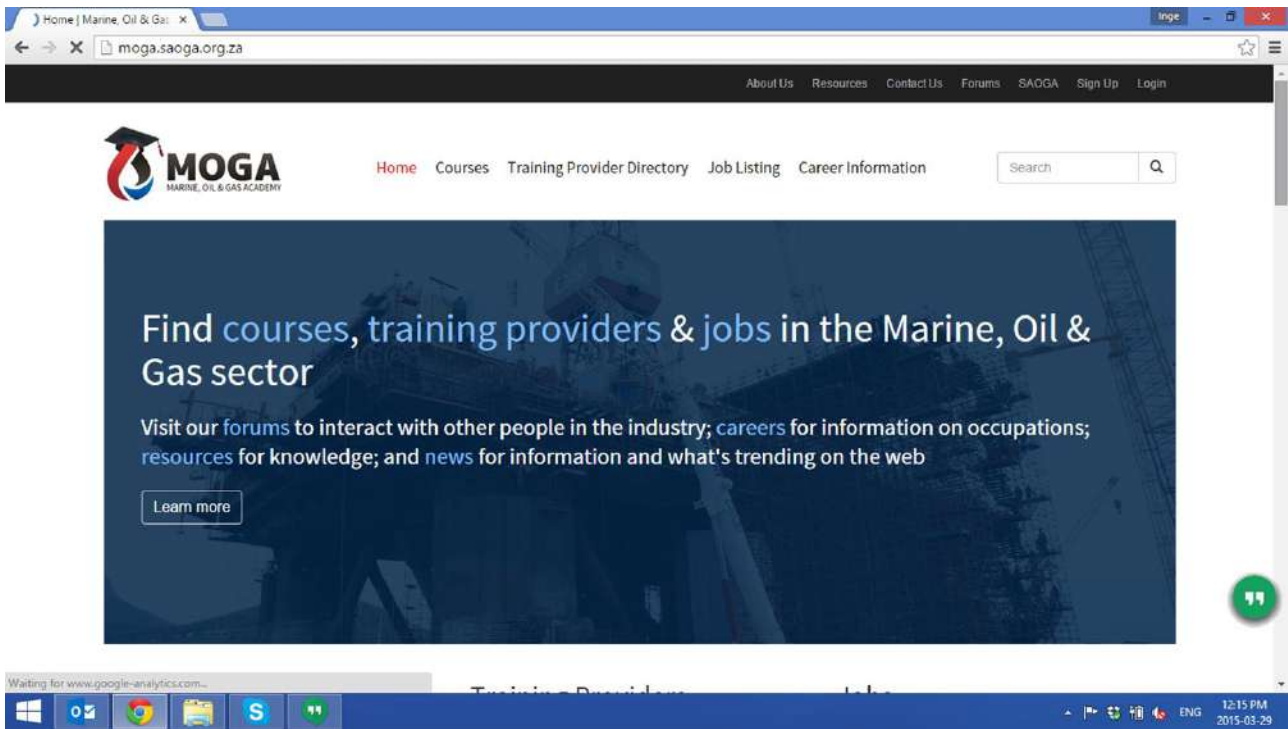 Home | Marine, Oil & Ga
Inge
moga.saoga.org.za
About Us Resources Contact Us Forums SAOGA Sign Up Login
MOGA
MARINE, OIL & GAS ACADEMY
Home Courses Training Provider Directory Job Listing Career Information Search
Find courses, training providers & jobs in the Marine, Oil &
Gas sector
Visit our forums to interact with other people in the industry; careers for information on occupations;
resources for knowledge; and news for information and what's trending on the web
Learn more
Waiting for www.google-analytics.com...
Training Providers Jobs
ENG 12:15 PM
2015-03-29